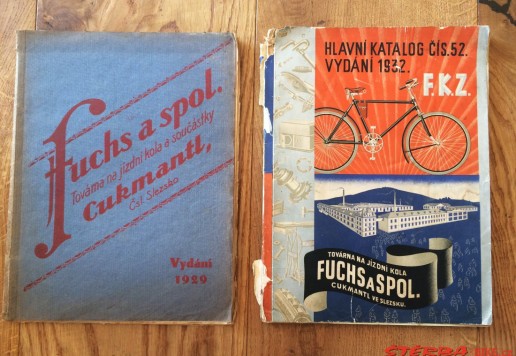 Fuchs a spol.
Továrna na jízdní kola a součástky
Cukmantl,
Čsl. Slezsko
Vydání
1929
HLAVNÍ KATALOG ČÍS. 52.
VYDÁNÍ 1932.
F.K.Z.
TOVÁRNA NA JÍZDNÍ KOLA
FUCHS A SPOL.
CUKMANTL VE SLEZSKU.